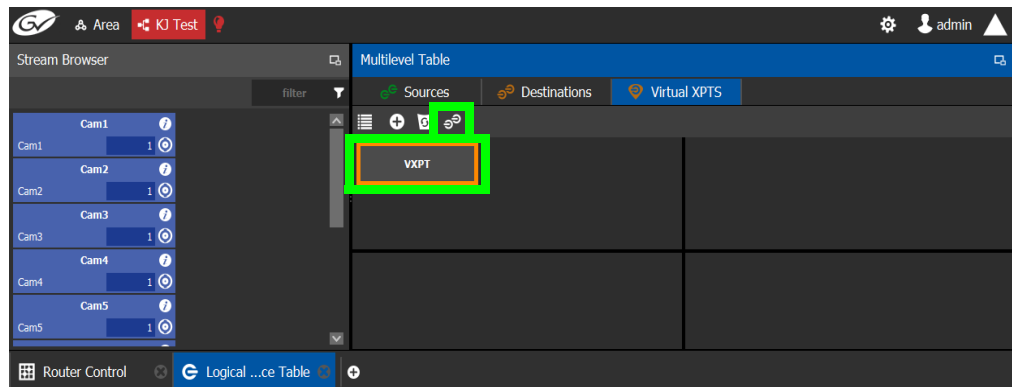 GV Area KJ Test admin
Stream Browser
Multilevel Table
filter
Sources Destinations Virtual XPTS
Cam1
Cam1 1
VXPT
Cam2
Cam2 1
Cam3
Cam3 1
Cam4
Cam4 1
Cam5
Cam5 1
Router Control Logical ...ce Table